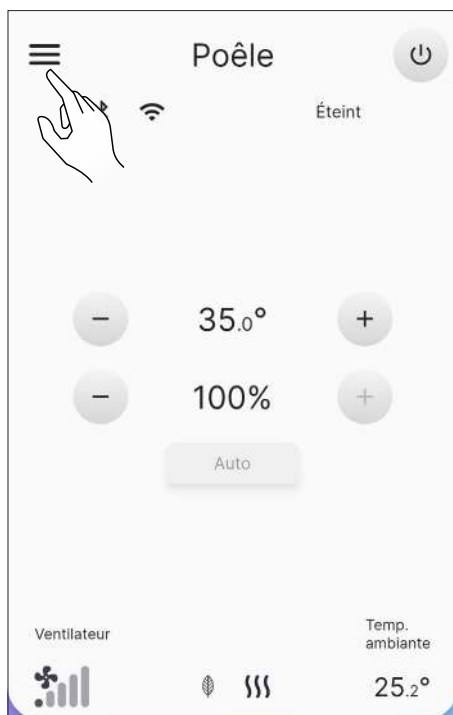 Poêle
Éteint
− 35.0° +
− 100% +
Auto
Ventilateur
Temp.
ambiante
25.2°